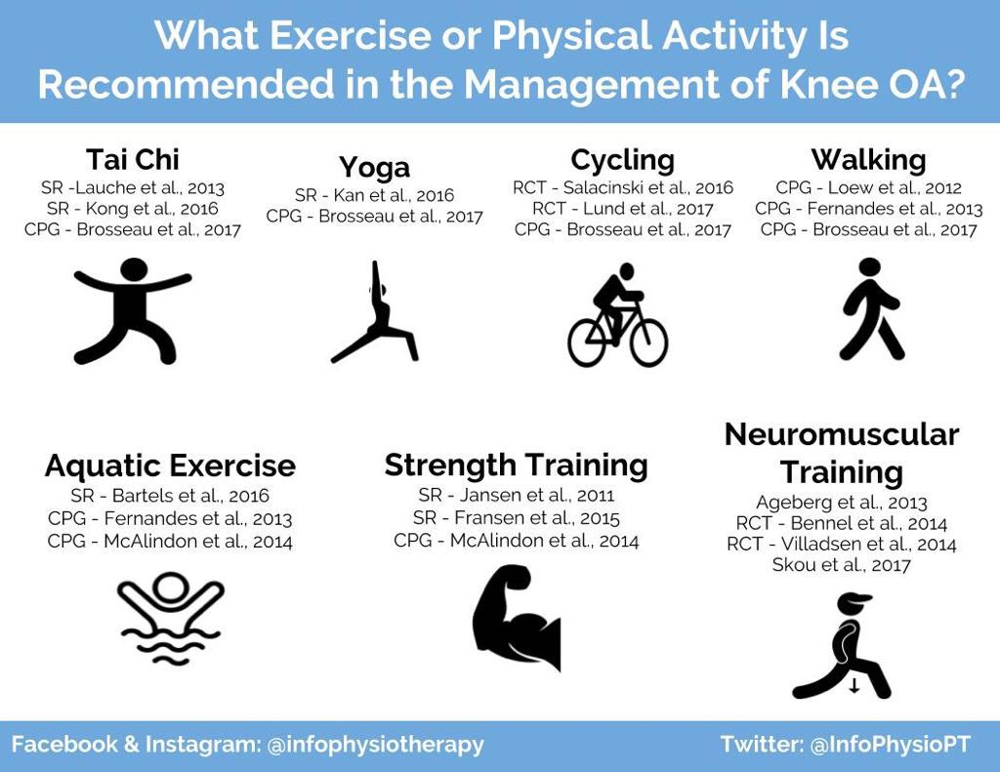 What Exercise or Physical Activity Is
Recommended in the Management of Knee OA?
Tai Chi
SR -Lauche et al., 2013
SR - Kong et al., 2016
CPG - Brosseau et al., 2017
Yoga
SR - Kan et al., 2016
CPG - Brosseau et al., 2017
Cycling
RCT - Salacinski et al., 2016
RCT - Lund et al., 2017
CPG - Brosseau et al., 2017
Walking
CPG - Loew et al., 2012
CPG - Fernandes et al., 2013
CPG - Brosseau et al., 2017
Aquatic Exercise
SR - Bartels et al., 2016
CPG - Fernandes et al., 2013
CPG - McAlindon et al., 2014
Strength Training
SR - Jansen et al., 2011
SR - Fransen et al., 2015
CPG - McAlindon et al., 2014
Neuromuscular
Training
Ageberg et al., 2013
RCT - Bennel et al., 2014
RCT - Villadsen et al., 2014
Skou et al., 2017
Facebook & Instagram: @infophysiotherapy
Twitter: @InfoPhysioPT